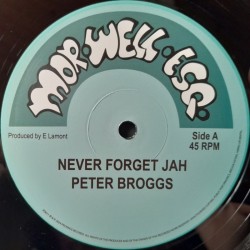 MOR·WELL·ESQ.
Produced by E Lamont
Side A
45 RPM
NEVER FORGET JAH
PETER BROGGS